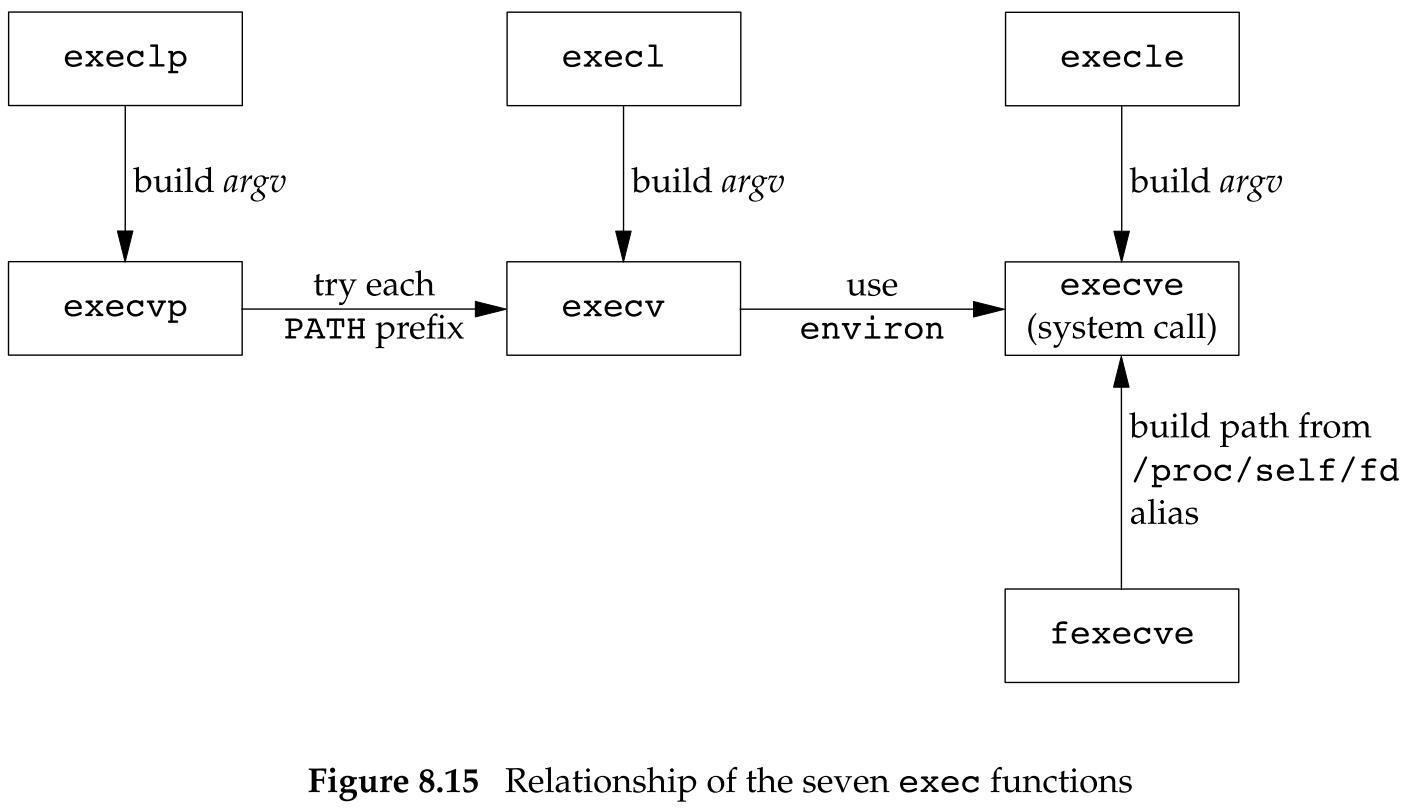 execlp
execl
execle
build argv
build argv
build argv
execvp
try each
PATH prefix
execv
use
environ
execve
(system call)
build path from
/proc/self/fd
alias
fexecve
Figure 8.15 Relationship of the seven exec functions